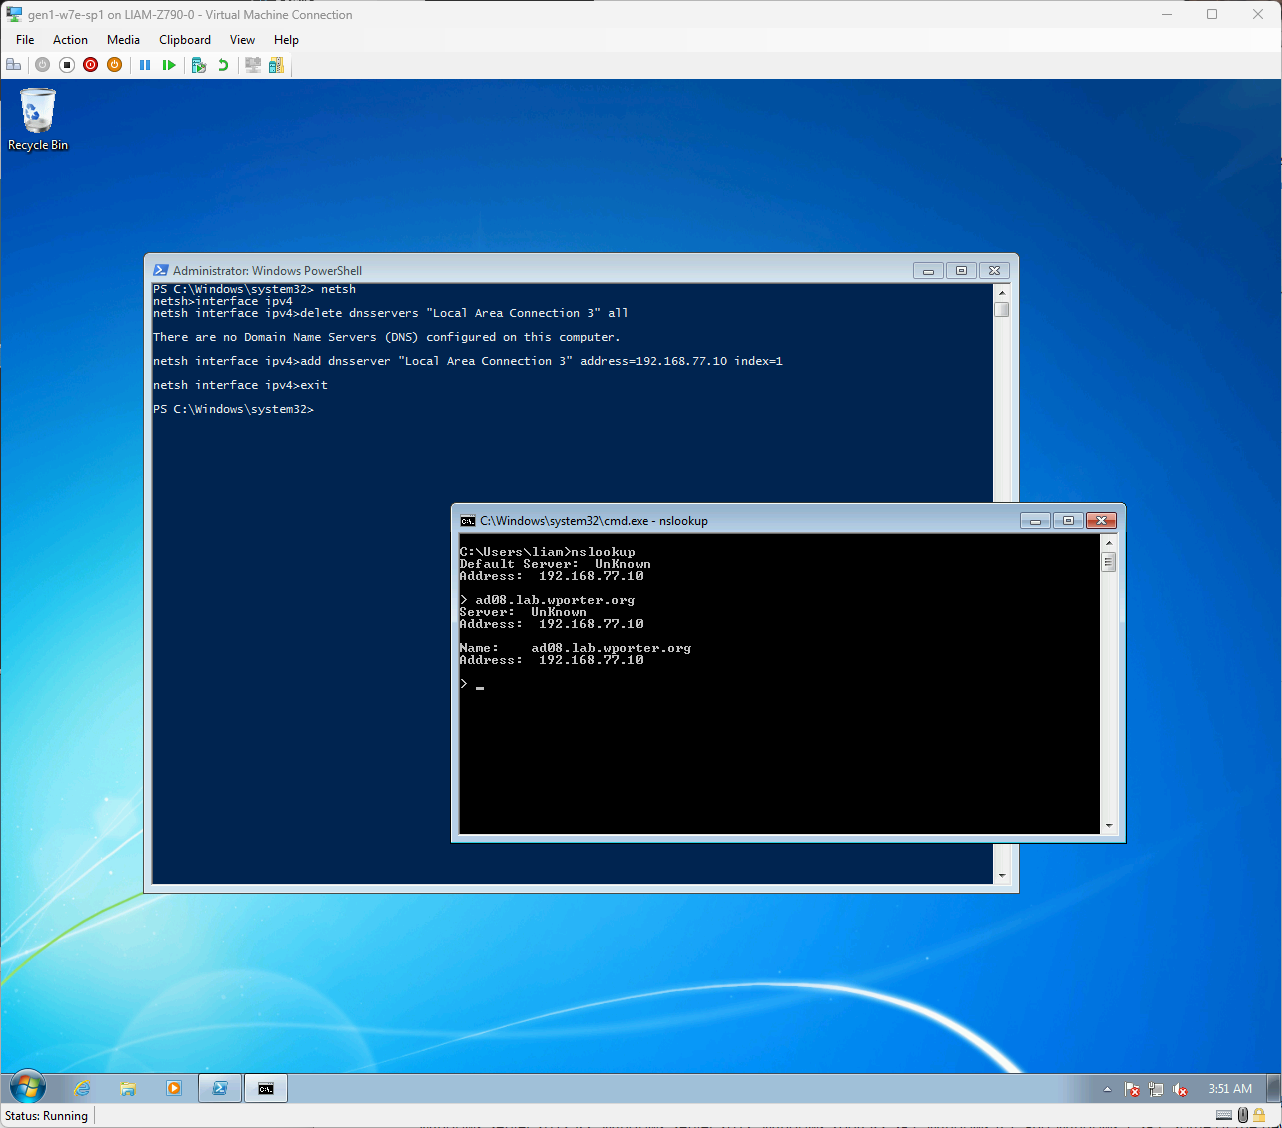 gen1-w7e-sp1 on LIAM-Z790-0 - Virtual Machine Connection
File Action Media Clipboard View Help
Recycle Bin
Administrator: Windows PowerShell
PS C:\Windows\system32> netsh
netsh>interface ipv4
netsh interface ipv4>delete dnsservers "Local Area Connection 3" all
There are no Domain Name Servers (DNS) configured on this computer.
netsh interface ipv4>add dnsserver "Local Area Connection 3" address=192.168.77.10 index=1
netsh interface ipv4>exit
PS C:\Windows\system32>
C:\Windows\system32\cmd.exe - nslookup
C:\Users\liam>nslookup
Default Server:  UnKnown
Address:  192.168.77.10
> ad08.lab.wporter.org
Server:  UnKnown
Address:  192.168.77.10
Name:    ad08.lab.wporter.org
Address:  192.168.77.10
> _
3:51 AM
Status: Running